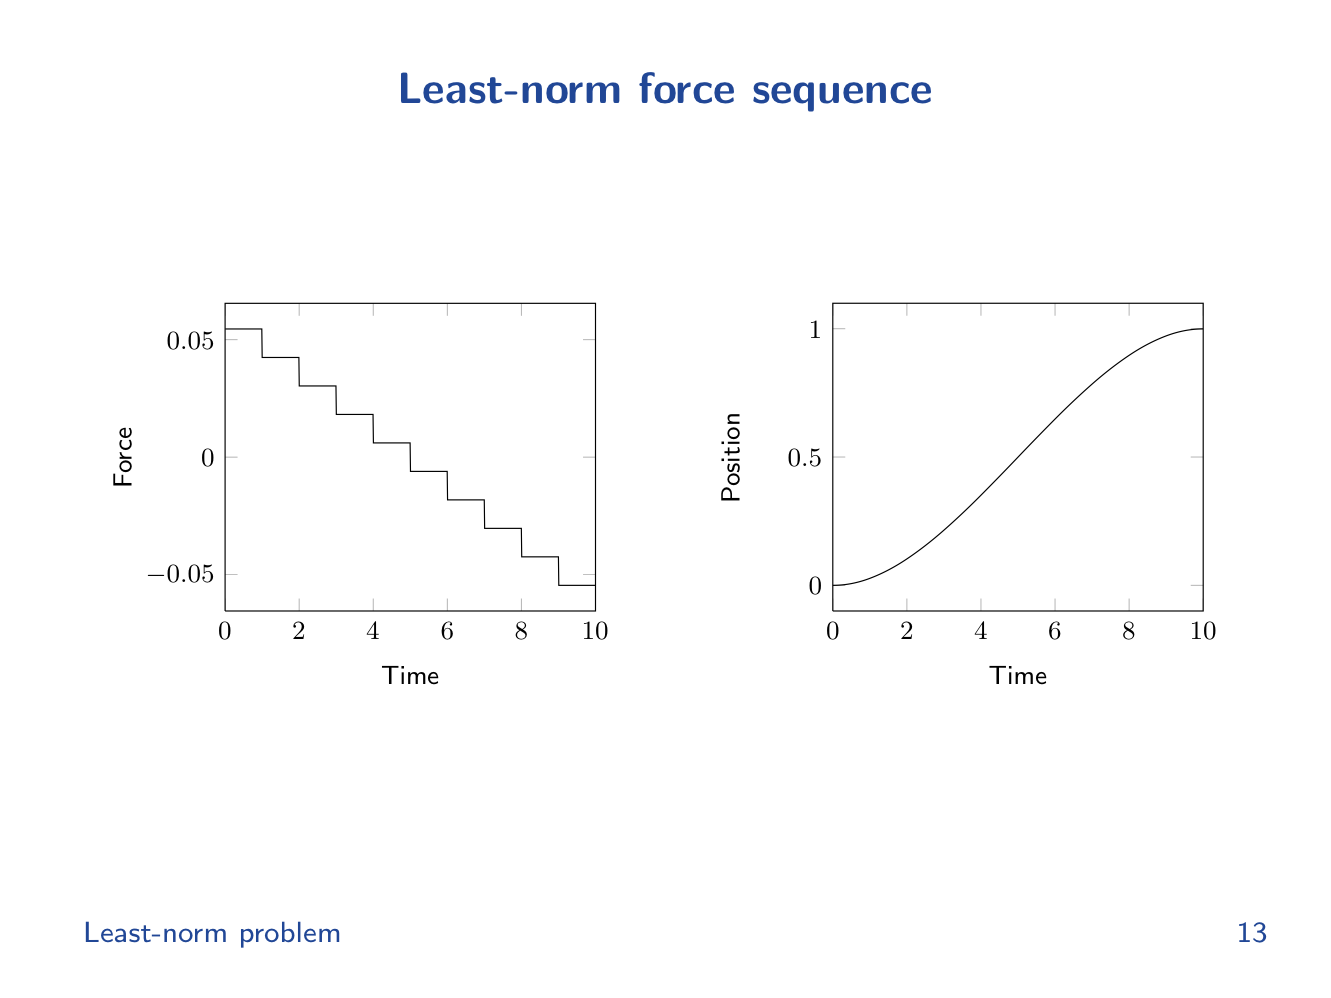 Least-norm force sequence
0.05
0
−0.05
Force
0 2 4 6 8 10
Time
1
0.5
0
Position
0 2 4 6 8 10
Time
Least-norm problem
13